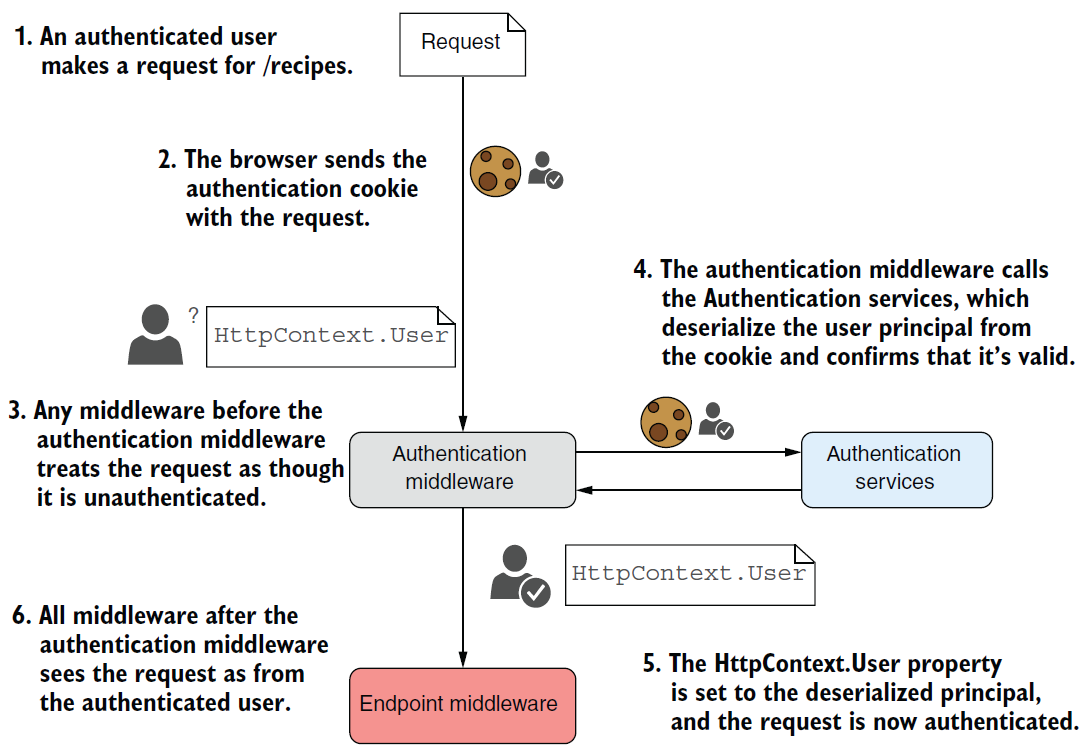 1. An authenticated user
makes a request for /recipes.
Request
2. The browser sends the
authentication cookie
with the request.
?
HttpContext.User
3. Any middleware before the
authentication middleware
treats the request as though
it is unauthenticated.
4. The authentication middleware calls
the Authentication services, which
deserialize the user principal from
the cookie and confirms that it’s valid.
Authentication
middleware
Authentication
services
HttpContext.User
5. The HttpContext.User property
is set to the deserialized principal,
and the request is now authenticated.
6. All middleware after the
authentication middleware
sees the request as from
the authenticated user.
Endpoint middleware